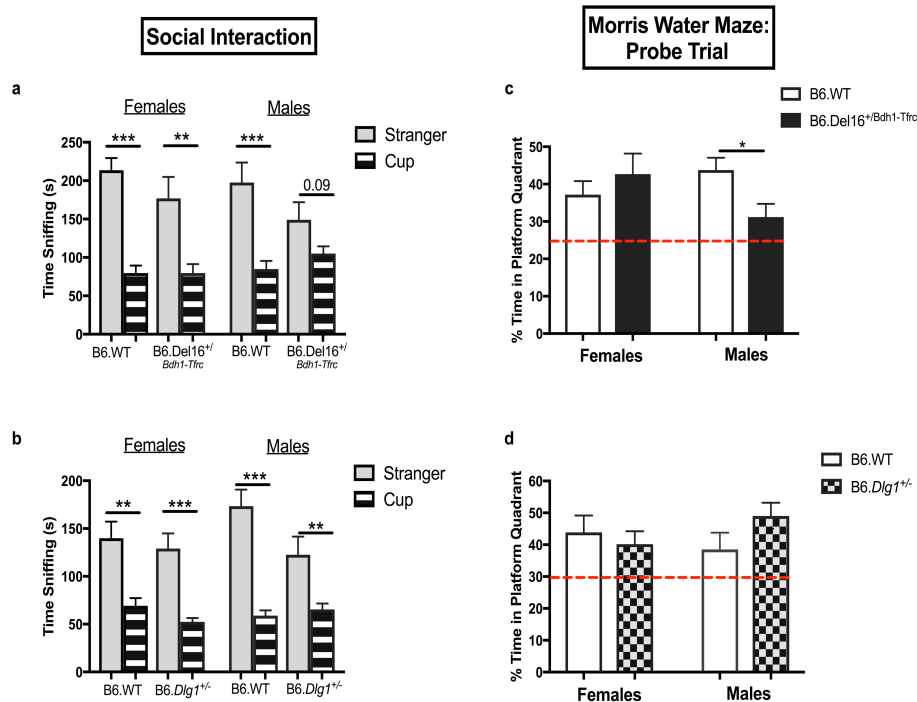 Social Interaction
Morris Water Maze:
Probe Trial
a
Females
Males
*** ** *** 0.09
Stranger
Cup
Time Sniffing (s)
250
200
150
100
50
0
B6.WT B6.Del16+/ B6.WT B6.Del16+/
Bdh1-Tfrc Bdh1-Tfrc
c
B6.WT
B6.Del16+/Bdh1-Tfrc
*
% Time in Platform Quadrant
50
40
30
20
10
0
Females Males
b
Females
Males
** *** *** **
Stranger
Cup
Time Sniffing (s)
200
150
100
50
0
B6.WT B6.Dlg1+/- B6.WT B6.Dlg1+/-
d
B6.WT
B6.Dlg1+/-
% Time in Platform Quadrant
60
50
40
30
20
10
0
Females Males